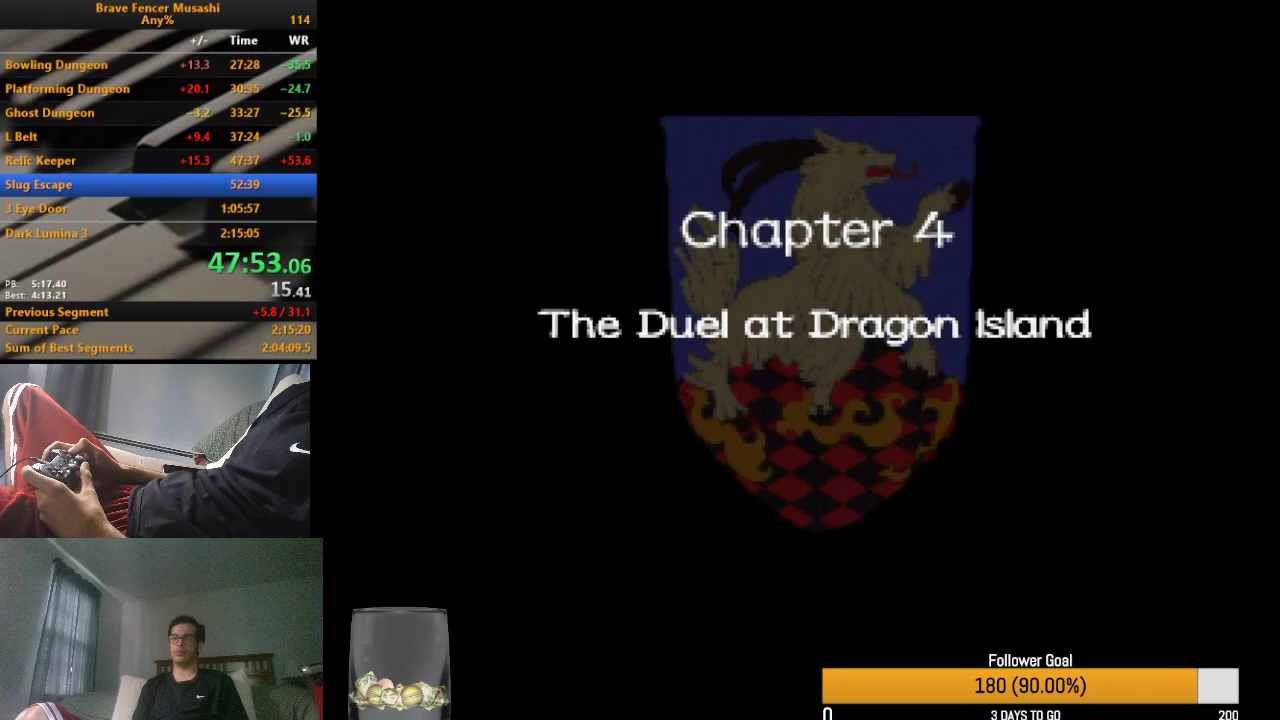 Brave Fencer Musashi
Any% 114
+/- Time WR
Bowling Dungeon +13.3 27:28 −35.5
Platforming Dungeon +20.1 30:35 −24.7
Ghost Dungeon −3.2 33:27 −25.5
L Belt +9.4 37:24 −1.0
Relic Keeper +15.3 47:37 +53.6
Slug Escape 52:39
3 Eye Door 1:05:57
Dark Lumina 3 2:15:05
47:53.06
PB: 5:17.40
Best: 4:13.21
15.41
Previous Segment +5.8 / 31.1
Current Pace 2:15:20
Sum of Best Segments 2:04:09.5
Chapter 4
The Duel at Dragon Island
Follower Goal
180 (90.00%)
0 3 DAYS TO GO 200